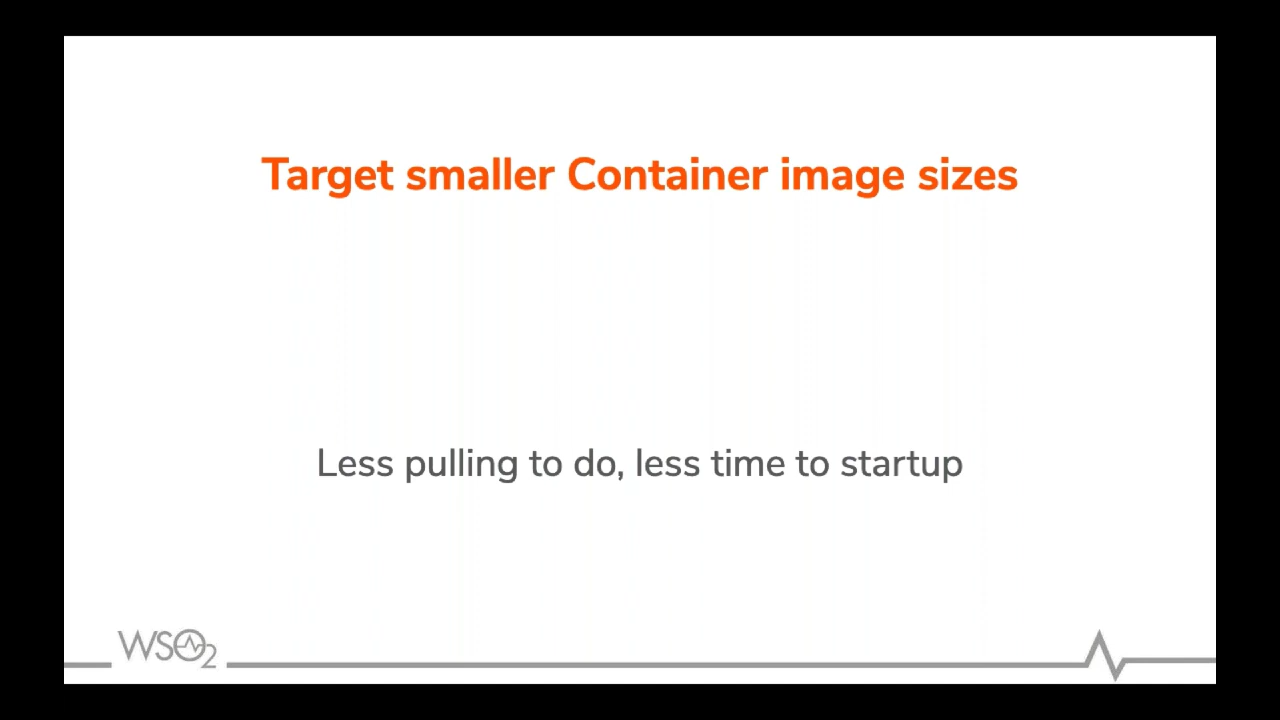 Target smaller Container image sizes
Less pulling to do, less time to startup
WSO2